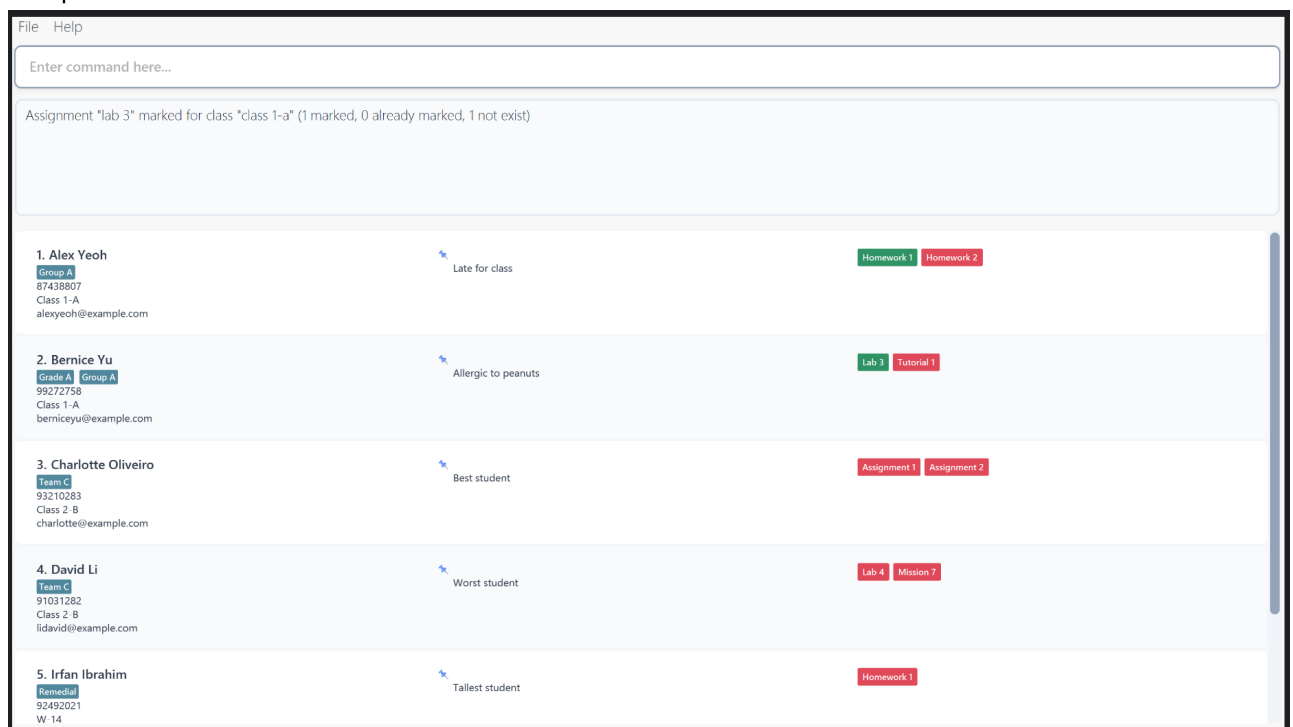 File Help
Enter command here...
Assignment "lab 3" marked for class "class 1-a" (1 marked, 0 already marked, 1 not exist)
1. Alex Yeoh
Group A
87438807
Class 1-A
alexyeoh@example.com
Late for class
Homework 1 Homework 2
2. Bernice Yu
Grade A Group A
99272758
Class 1-A
berniceyu@example.com
Allergic to peanuts
Lab 3 Tutorial 1
3. Charlotte Oliveiro
Team C
93210283
Class 2-B
charlotte@example.com
Best student
Assignment 1 Assignment 2
4. David Li
Team C
91031282
Class 2-B
lidavid@example.com
Worst student
Lab 4 Mission 7
5. Irfan Ibrahim
Remedial
92492021
W-14
Tallest student
Homework 1